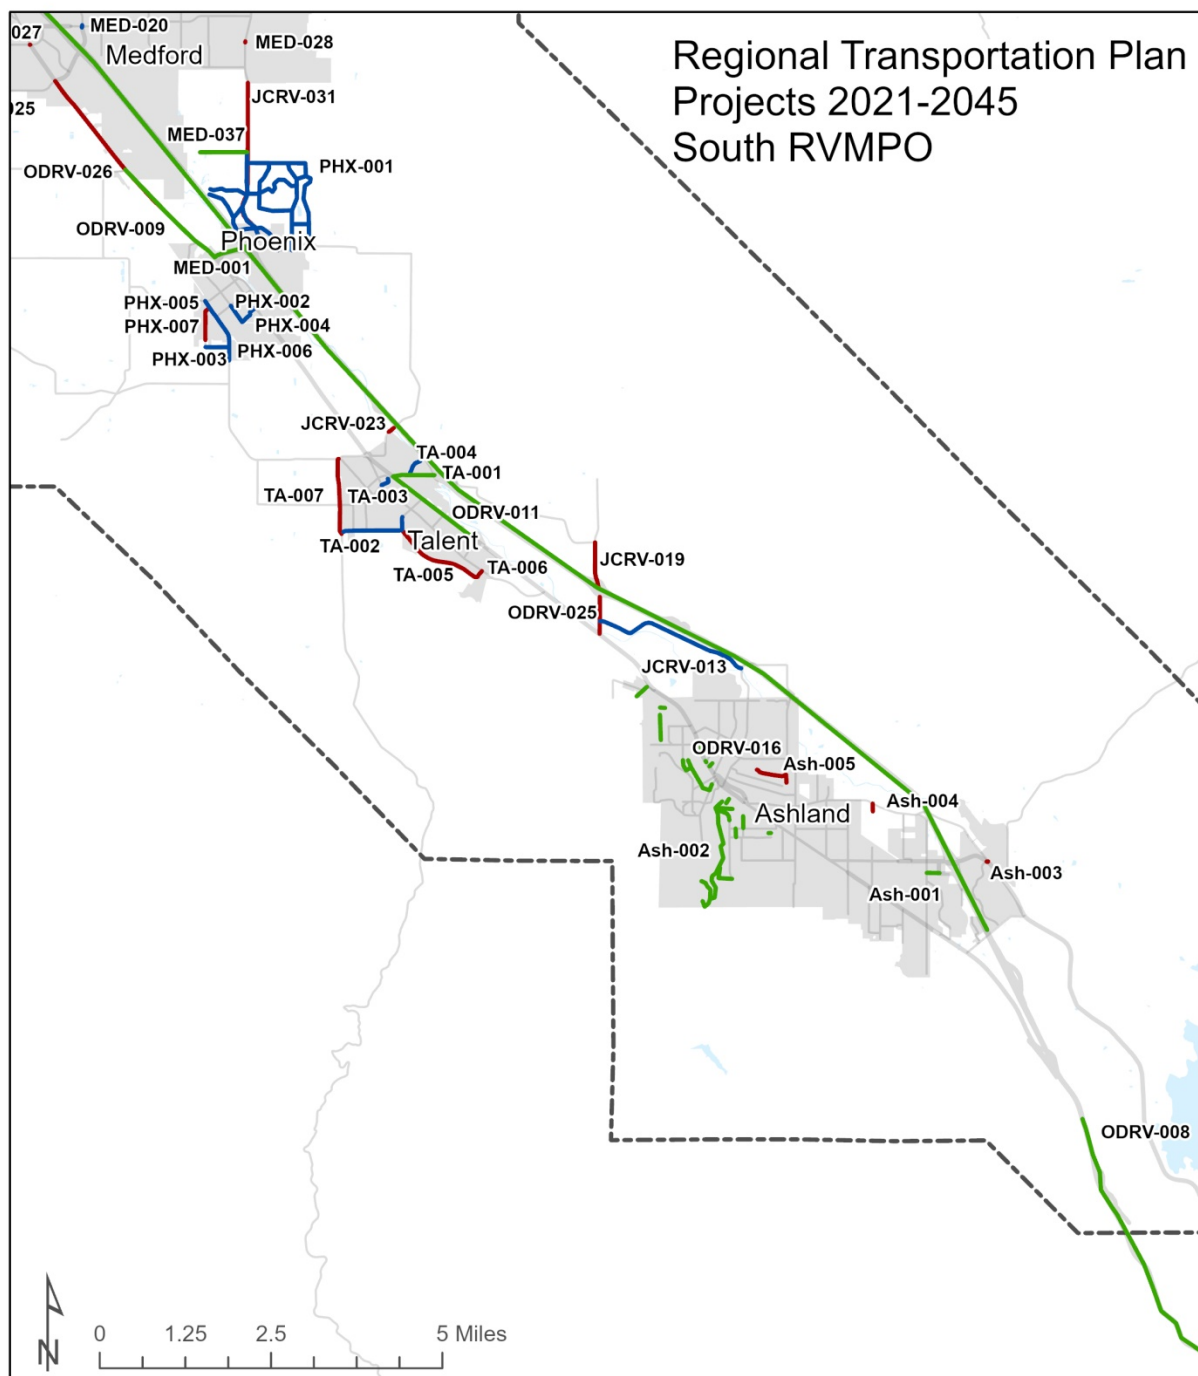 Regional Transportation Plan
Projects 2021-2045
South RVMPO
027
MED-020
Medford
MED-028
JCRV-031
025
MED-037
PHX-001
ODRV-026
ODRV-009
Phoenix
MED-001
PHX-005
PHX-002
PHX-007
PHX-004
PHX-003
PHX-006
JCRV-023
TA-004
TA-001
TA-007
TA-003
ODRV-011
Talent
TA-002
TA-005
TA-006
JCRV-019
ODRV-025
JCRV-013
ODRV-016
Ash-005
Ash-004
Ashland
Ash-002
Ash-003
Ash-001
ODRV-008
N
0 1.25 2.5 5 Miles